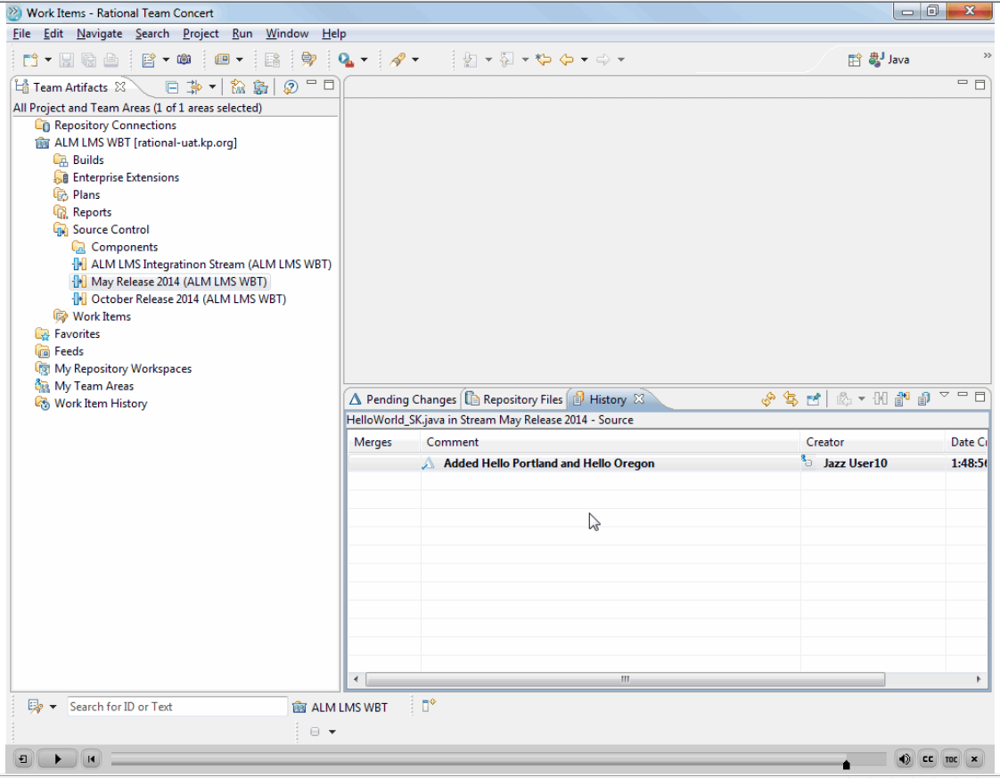 Work Items - Rational Team Concert
File Edit Navigate Search Project Run Window Help
Java
Team Artifacts
All Project and Team Areas (1 of 1 areas selected)
Repository Connections
ALM LMS WBT [rational-uat.kp.org]
Builds
Enterprise Extensions
Plans
Reports
Source Control
Components
ALM LMS Integratinon Stream (ALM LMS WBT)
May Release 2014 (ALM LMS WBT)
October Release 2014 (ALM LMS WBT)
Work Items
Favorites
Feeds
My Repository Workspaces
My Team Areas
Work Item History
Pending Changes Repository Files History
HelloWorld_SK.java in Stream May Release 2014 - Source
Merges Comment Creator Date Cr
Added Hello Portland and Hello Oregon Jazz User10 1:48:56
Search for ID or Text ALM LMS WBT
CC TOC